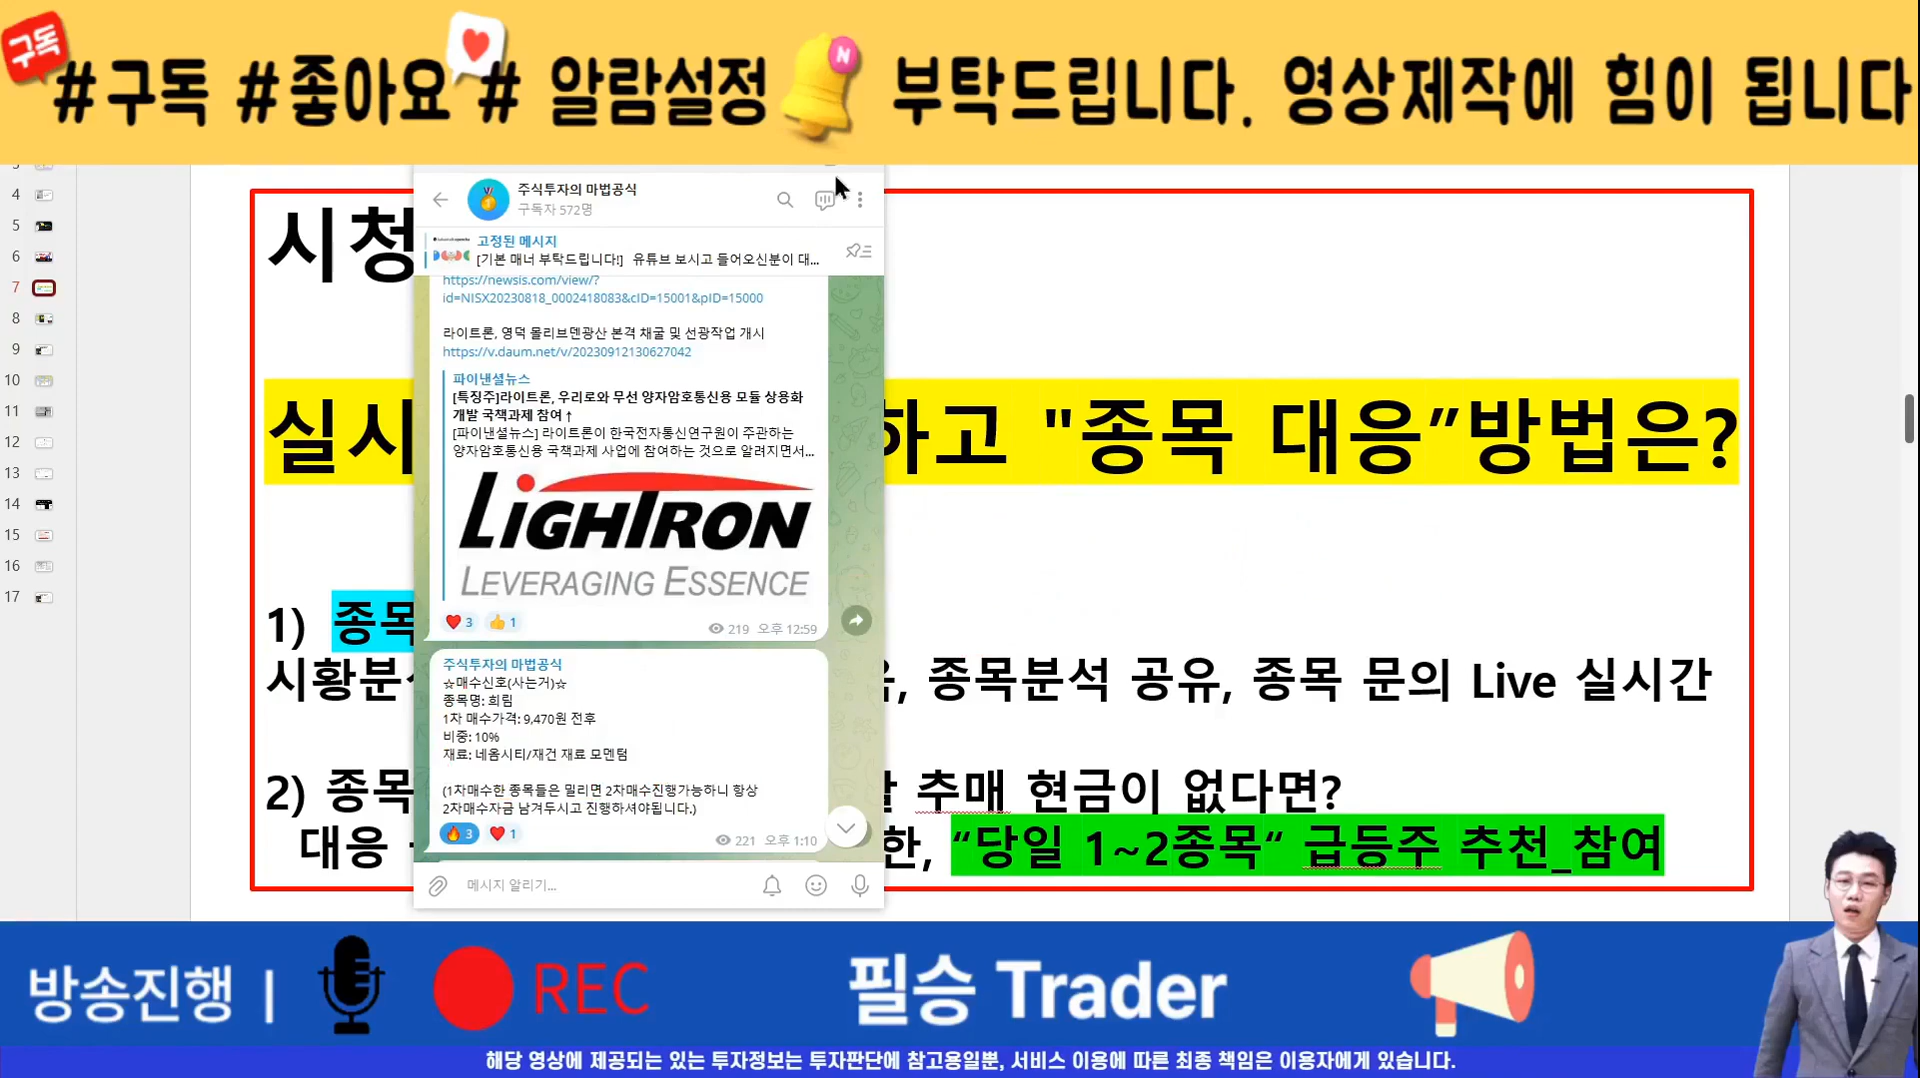 구독
#구독 #좋아요 # 알람설정 N 부탁드립니다. 영상제작에 힘이 됩니다
4
5
6
7
8
9
10
11
12
13
14
15
16
17
시청
실시
하고 "종목 대응”방법은?
1) 종목
시황분
, 종목분석 공유, 종목 문의 Live 실시간
2) 종목
추매 현금이 없다면?
대응
한, “당일 1~2종목“ 급등주 추천_참여
주식투자의 마법공식
구독자 572명
고정된 메시지
[기본 매너 부탁드립니다!] 유튜브 보시고 들어오신분이 대...
https://newsis.com/view/?
id=NISX20230818_0002418083&cID=15001&pID=15000
라이트론, 영덕 몰리브덴광산 본격 채굴 및 선광작업 개시
https://v.daum.net/v/20230912130627042
파이낸셜뉴스
[특징주]라이트론, 우리로와 무선 양자암호통신용 모듈 상용화
개발 국책과제 참여↑
[파이낸셜뉴스] 라이트론이 한국전자통신연구원이 주관하는
양자암호통신용 국책과제 사업에 참여하는 것으로 알려지면서...
LIGHTRON
LEVERAGING ESSENCE
3 1
219 오후 12:59
주식투자의 마법공식
☆매수신호(사는거)☆
종목명: 희림
1차 매수가격: 9,470원 전후
비중: 10%
재료: 네옴시티/재건 재료 모멘텀
(1차매수한 종목들은 밀리면 2차매수진행가능하니 항상
2차매수자금 남겨두시고 진행하셔야됩니다.)
3 1
221 오후 1:10
메시지 알리기...
방송진행 | REC 필승 Trader
해당 영상에 제공되는 있는 투자정보는 투자판단에 참고용일뿐, 서비스 이용에 따른 최종 책임은 이용자에게 있습니다.